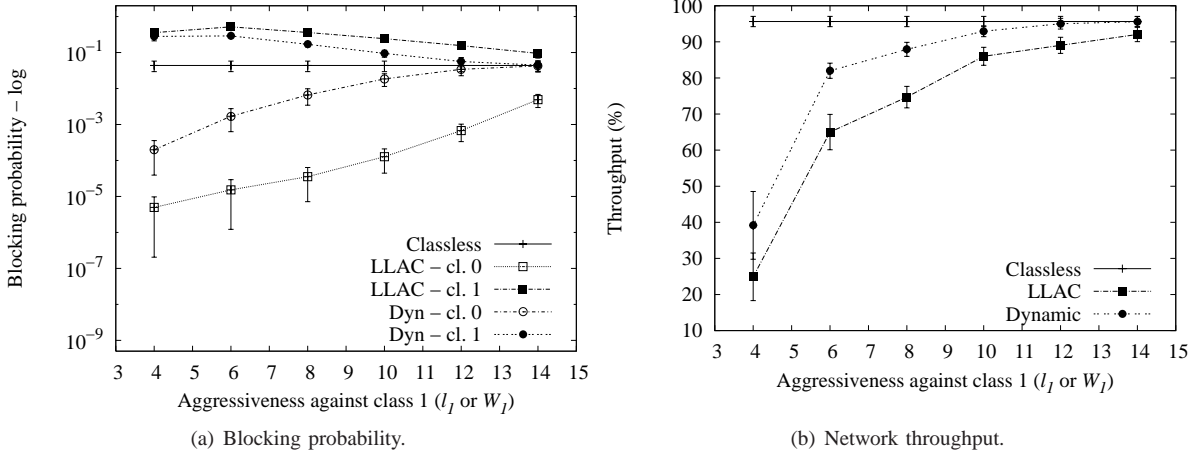 Blocking probability – log
10⁻¹
10⁻³
10⁻⁵
10⁻⁷
10⁻⁹
Classless
LLAC – cl. 0
LLAC – cl. 1
Dyn – cl. 0
Dyn – cl. 1
3 4 5 6 7 8 9 10 11 12 13 14 15
Aggressiveness against class 1 (l₁ or W₁)
(a) Blocking probability.
Throughput (%)
100
90
80
70
60
50
40
30
20
10
Classless
LLAC
Dynamic
3 4 5 6 7 8 9 10 11 12 13 14 15
Aggressiveness against class 1 (l₁ or W₁)
(b) Network throughput.